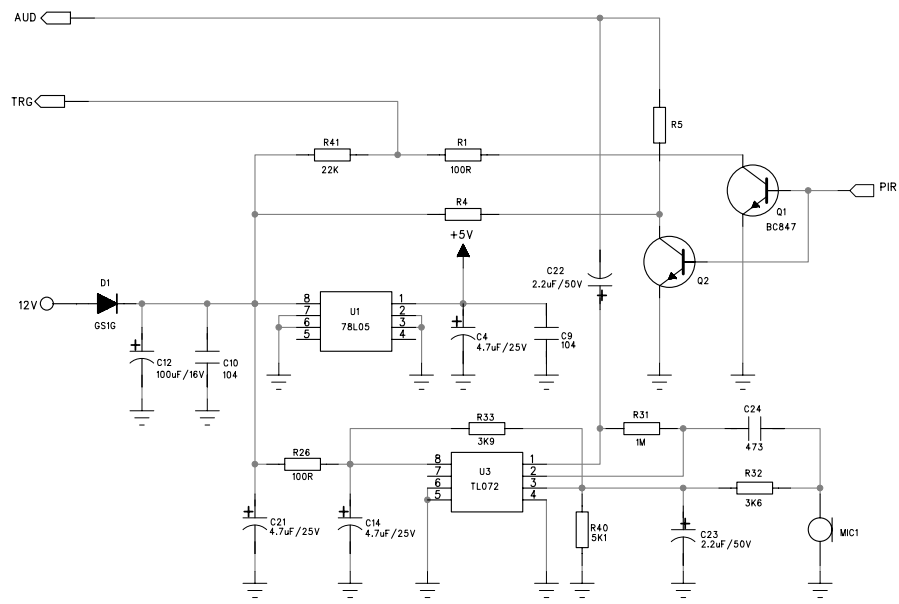 AUD
TRG
R5
R41
22K
R1
100R
PIR
Q1
BC847
R4
+5V
Q2
C22
2.2uF/50V
D1
12V
GS1G
8
7
6
5
U1
78L05
1
2
3
4
C12
100uF/16V
C10
104
C4
4.7uF/25V
C9
104
R33
3K9
R31
1M
C24
473
R26
100R
8
7
6
5
U3
TL072
1
2
3
4
R32
3K6
C21
4.7uF/25V
C14
4.7uF/25V
R40
5K1
C23
2.2uF/50V
MIC1